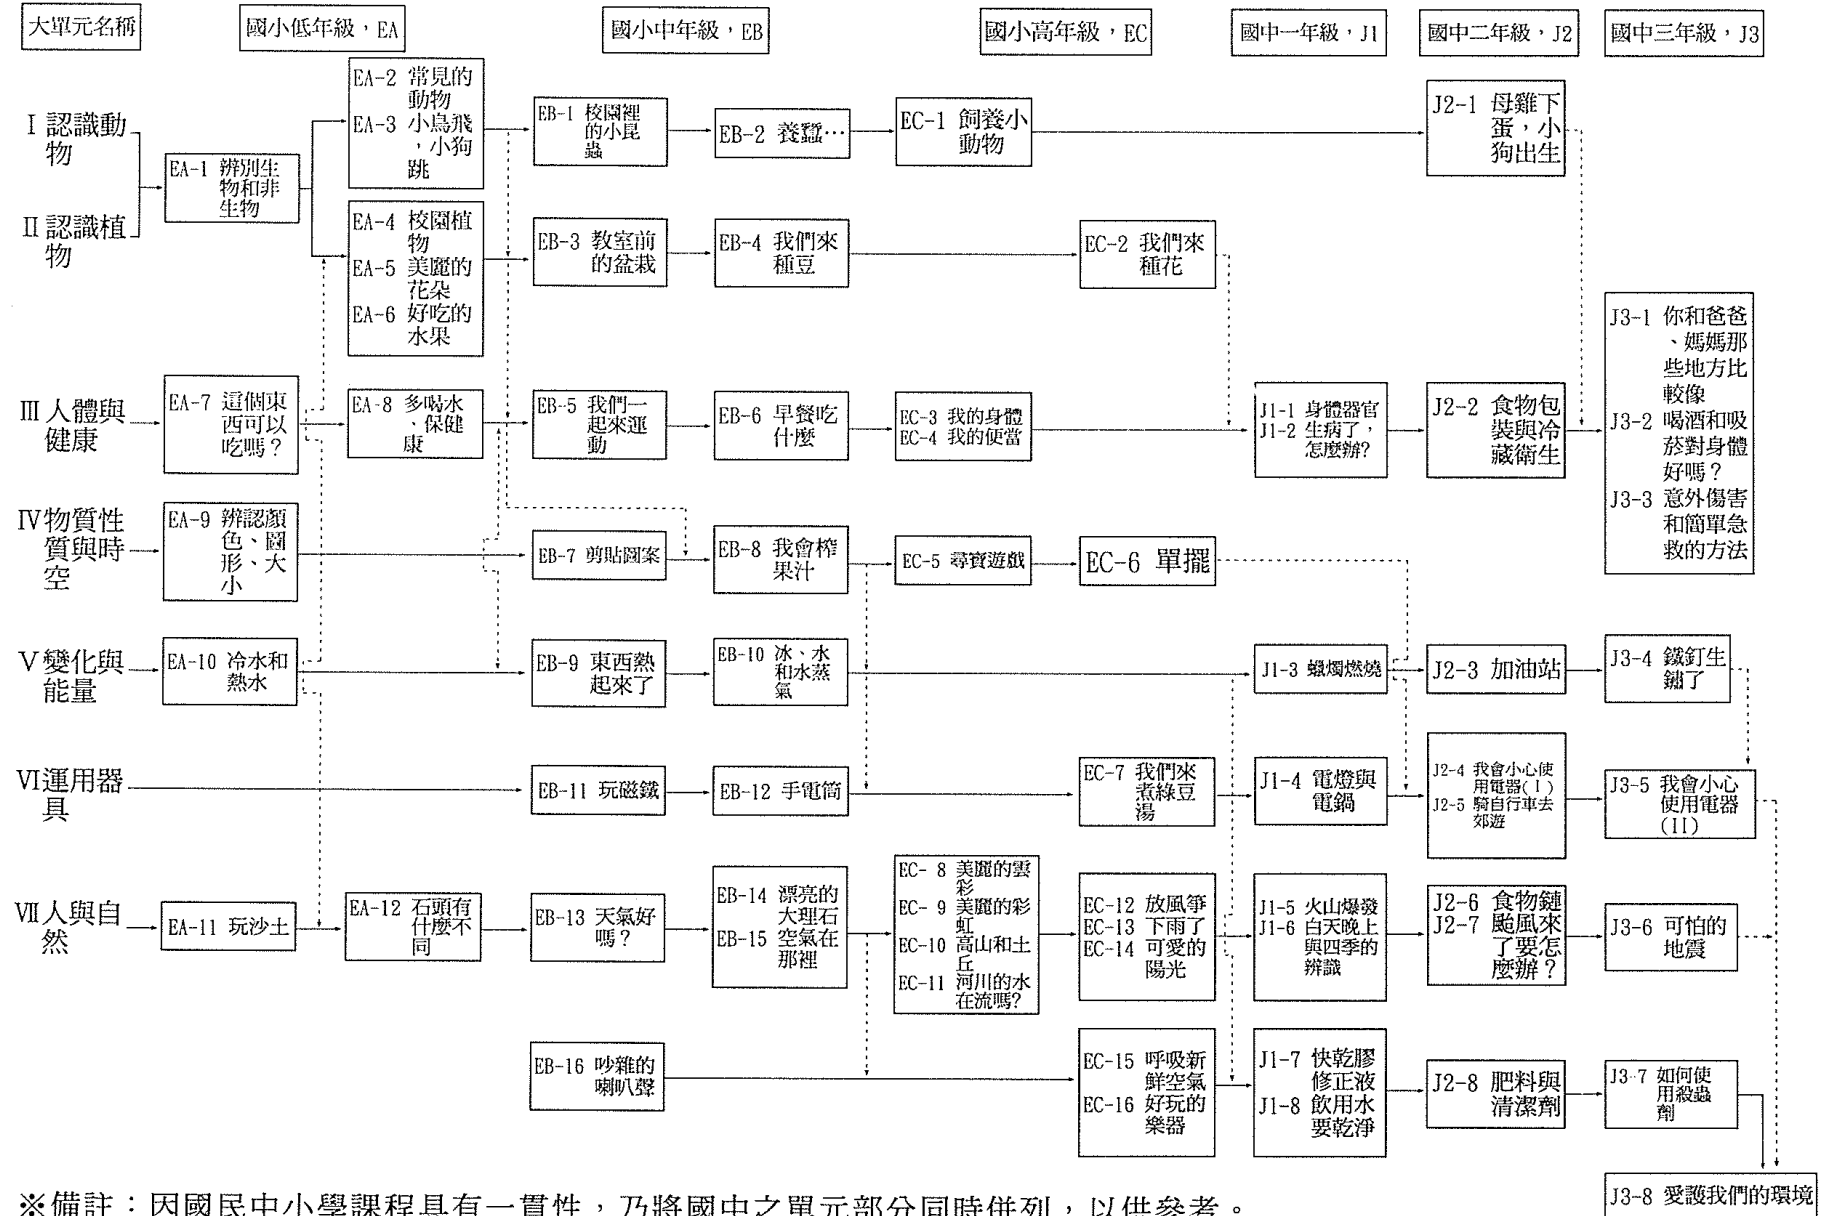 大單元名稱
國小低年級，EA
國小中年級，EB
國小高年級，EC
國中一年級，J1
國中二年級，J2
國中三年級，J3
I 認識動
物
II 認識植
物
EA-1 辨別生
物和非
生物
EA-2 常見的
動物
EA-3 小鳥飛
，小狗
跳
EB-1 校園裡
的小昆
蟲
EB-2 養蠶…
EC-1 飼養小
動物
J2-1 母雞下
蛋，小
狗出生
EA-4 校園植
物
EA-5 美麗的
花朵
EA-6 好吃的
水果
EB-3 教室前
的盆栽
EB-4 我們來
種豆
EC-2 我們來
種花
III 人體與
健康
EA-7 這個東
西可以
吃嗎？
EA-8 多喝水
、保健
康
EB-5 我們一
起來運
動
EB-6 早餐吃
什麼
EC-3 我的身體
EC-4 我的便當
J1-1 身體器官
J1-2 生病了，
怎麼辦?
J2-2 食物包
裝與冷
藏衛生
J3-1 你和爸爸
、媽媽那
些地方比
較像
J3-2 喝酒和吸
菸對身體
好嗎？
J3-3 意外傷害
和簡單急
救的方法
IV 物質性
質與時
空
EA-9 辨認顏
色、圖
形、大
小
EB-7 剪貼圖案
EB-8 我會榨
果汁
EC-5 尋寶遊戲
EC-6 單擺
V 變化與
能量
EA-10 冷水和
熱水
EB-9 東西熱
起來了
EB-10 冰、水
和水蒸
氣
J1-3 蠟燭燃燒
J2-3 加油站
J3-4 鐵釘生
鏽了
VI 運用器
具
EB-11 玩磁鐵
EB-12 手電筒
EC-7 我們來
煮綠豆
湯
J1-4 電燈與
電鍋
J2-4 我會小心使
用電器(I)
J2-5 騎自行車去
郊遊
J3-5 我會小心
使用電器
(II)
VII 人與自
然
EA-11 玩沙土
EA-12 石頭有
什麼不
同
EB-13 天氣好
嗎？
EB-14 漂亮的
大理石
EB-15 空氣在
那裡
EC- 8 美麗的雲
彩
EC- 9 美麗的彩
虹
EC-10 高山和土
丘
EC-11 河川的水
在流嗎?
EC-12 放風箏
EC-13 下雨了
EC-14 可愛的
陽光
J1-5 火山爆發
J1-6 白天晚上
與四季的
辨識
J2-6 食物鏈
J2-7 颱風來
了要怎
麼辦？
J3-6 可怕的
地震
EB-16 吵雜的
喇叭聲
EC-15 呼吸新
鮮空氣
EC-16 好玩的
樂器
J1-7 快乾膠
修正液
J1-8 飲用水
要乾淨
J2-8 肥料與
清潔劑
J3-7 如何使
用殺蟲
劑
J3-8 愛護我們的環境
※備註：因國民中小學課程具有一貫性，乃將國中之單元部分同時併列，以供參考。